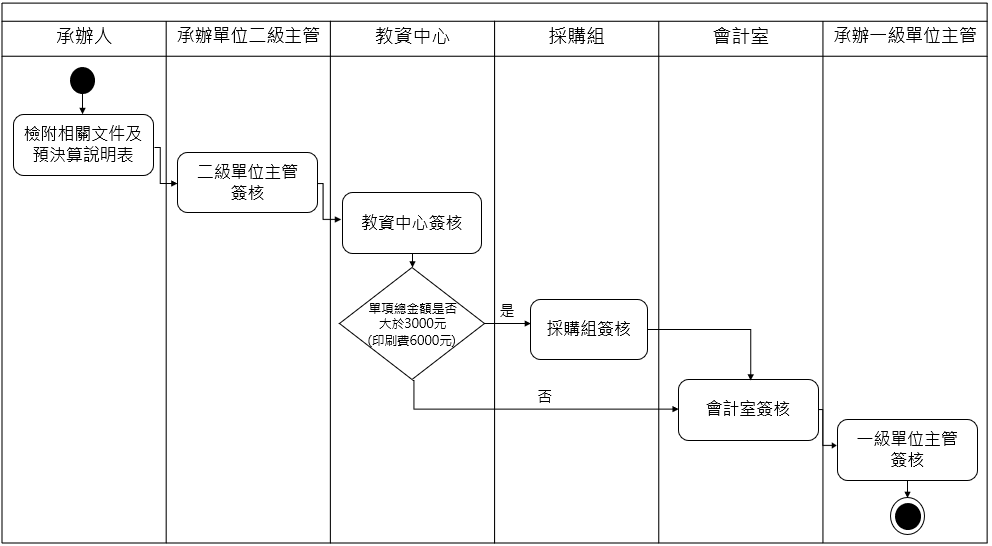 承辦人
承辦單位二級主管
教資中心
採購組
會計室
承辦一級單位主管
檢附相關文件及
預決算說明表
二級單位主管
簽核
教資中心簽核
單項總金額是否
大於3000元
(印刷費6000元)
是
採購組簽核
否
會計室簽核
一級單位主管
簽核